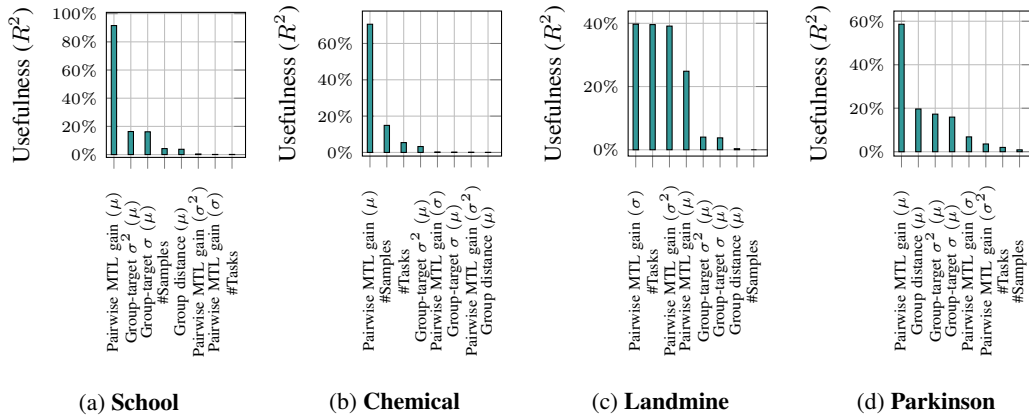 Usefulness (R²)
100%
80%
60%
40%
20%
0%
Pairwise MTL gain (μ)
Group-target σ² (μ)
Group-target σ (μ)
#Samples
Group distance (μ)
Pairwise MTL gain (σ²)
Pairwise MTL gain (σ)
#Tasks
(a) School
Usefulness (R²)
80%
60%
40%
20%
0%
Pairwise MTL gain (μ)
#Samples
#Tasks
Group-target σ² (μ)
Pairwise MTL gain (σ)
Group-target σ (μ)
Pairwise MTL gain (σ²)
Group distance (μ)
(b) Chemical
Usefulness (R²)
40%
20%
0%
Pairwise MTL gain (σ)
#Tasks
Pairwise MTL gain (σ²)
Pairwise MTL gain (μ)
Group-target σ² (μ)
Group-target σ (μ)
Group distance (μ)
#Samples
(c) Landmine
Usefulness (R²)
60%
40%
20%
0%
Pairwise MTL gain (μ)
Group distance (μ)
Group-target σ² (μ)
Group-target σ (μ)
Pairwise MTL gain (σ)
Pairwise MTL gain (σ²)
#Tasks
#Samples
(d) Parkinson